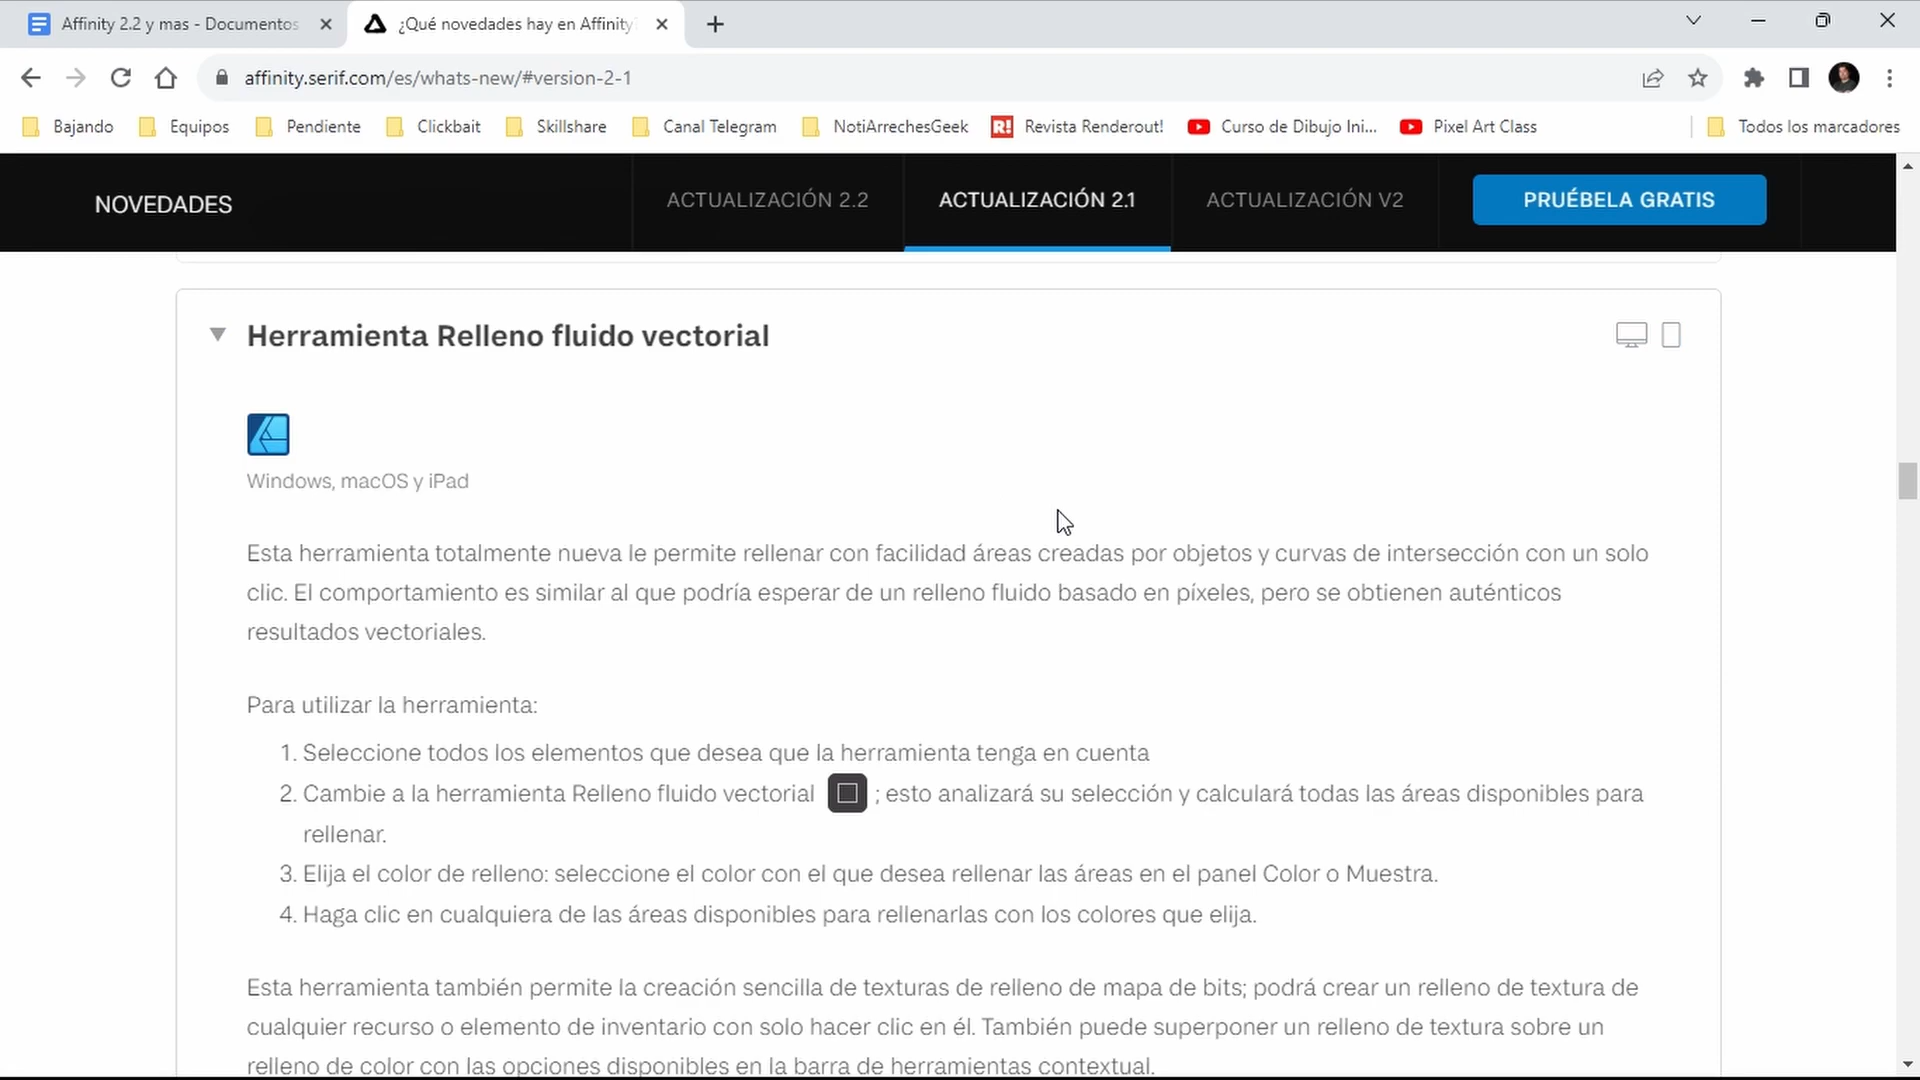 Affinity 2.2 y mas - Documentos
¿Qué novedades hay en Affinity
affinity.serif.com/es/whats-new/#version-2-1
Bajando
Equipos
Pendiente
Clickbait
Skillshare
Canal Telegram
NotiArrechesGeek
R!
Revista Renderout!
Curso de Dibujo Ini...
Pixel Art Class
Todos los marcadores
NOVEDADES
ACTUALIZACIÓN 2.2
ACTUALIZACIÓN 2.1
ACTUALIZACIÓN V2
PRUÉBELA GRATIS
Herramienta Relleno fluido vectorial
Windows, macOS y iPad
Esta herramienta totalmente nueva le permite rellenar con facilidad áreas creadas por objetos y curvas de intersección con un solo
clic. El comportamiento es similar al que podría esperar de un relleno fluido basado en píxeles, pero se obtienen auténticos
resultados vectoriales.
Para utilizar la herramienta:
1. Seleccione todos los elementos que desea que la herramienta tenga en cuenta
2. Cambie a la herramienta Relleno fluido vectorial ; esto analizará su selección y calculará todas las áreas disponibles para
rellenar.
3. Elija el color de relleno: seleccione el color con el que desea rellenar las áreas en el panel Color o Muestra.
4. Haga clic en cualquiera de las áreas disponibles para rellenarlas con los colores que elija.
Esta herramienta también permite la creación sencilla de texturas de relleno de mapa de bits; podrá crear un relleno de textura de
cualquier recurso o elemento de inventario con solo hacer clic en él. También puede superponer un relleno de textura sobre un
relleno de color con las opciones disponibles en la barra de herramientas contextual.